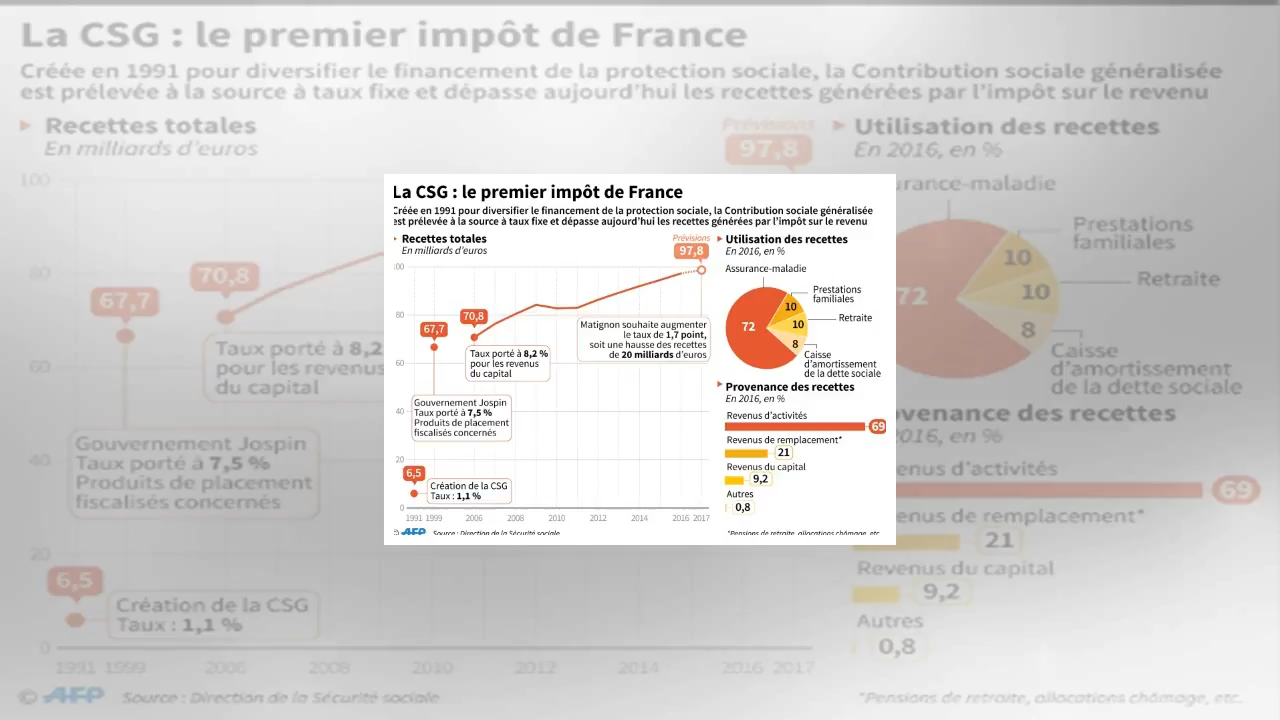 La CSG : le premier impôt de France
Créée en 1991 pour diversifier le financement de la protection sociale, la Contribution sociale généralisée
est prélevée à la source à taux fixe et dépasse aujourd'hui les recettes générées par l'impôt sur le revenu
Recettes totales
En milliards d'euros
Prévisions
97,8
100
80
60
40
20
0
67,7
70,8
Matignon souhaite augmenter
le taux de 1,7 point,
soit une hausse des recettes
de 20 milliards d'euros
Taux porté à 8,2 %
pour les revenus
du capital
Gouvernement Jospin
Taux porté à 7,5 %
Produits de placement
fiscalisés concernés
6,5
Création de la CSG
Taux : 1,1 %
1991 1999 2006 2008 2010 2012 2014 2016 2017
Utilisation des recettes
En 2016, en %
Assurance-maladie
72
10
Prestations
familiales
10
Retraite
8
Caisse
d'amortissement
de la dette sociale
Provenance des recettes
En 2016, en %
Revenus d'activités
69
Revenus de remplacement*
21
Revenus du capital
9,2
Autres
0,8
© AFP Source : Direction de la Sécurité sociale
*Pensions de retraite, allocations chômage, etc.